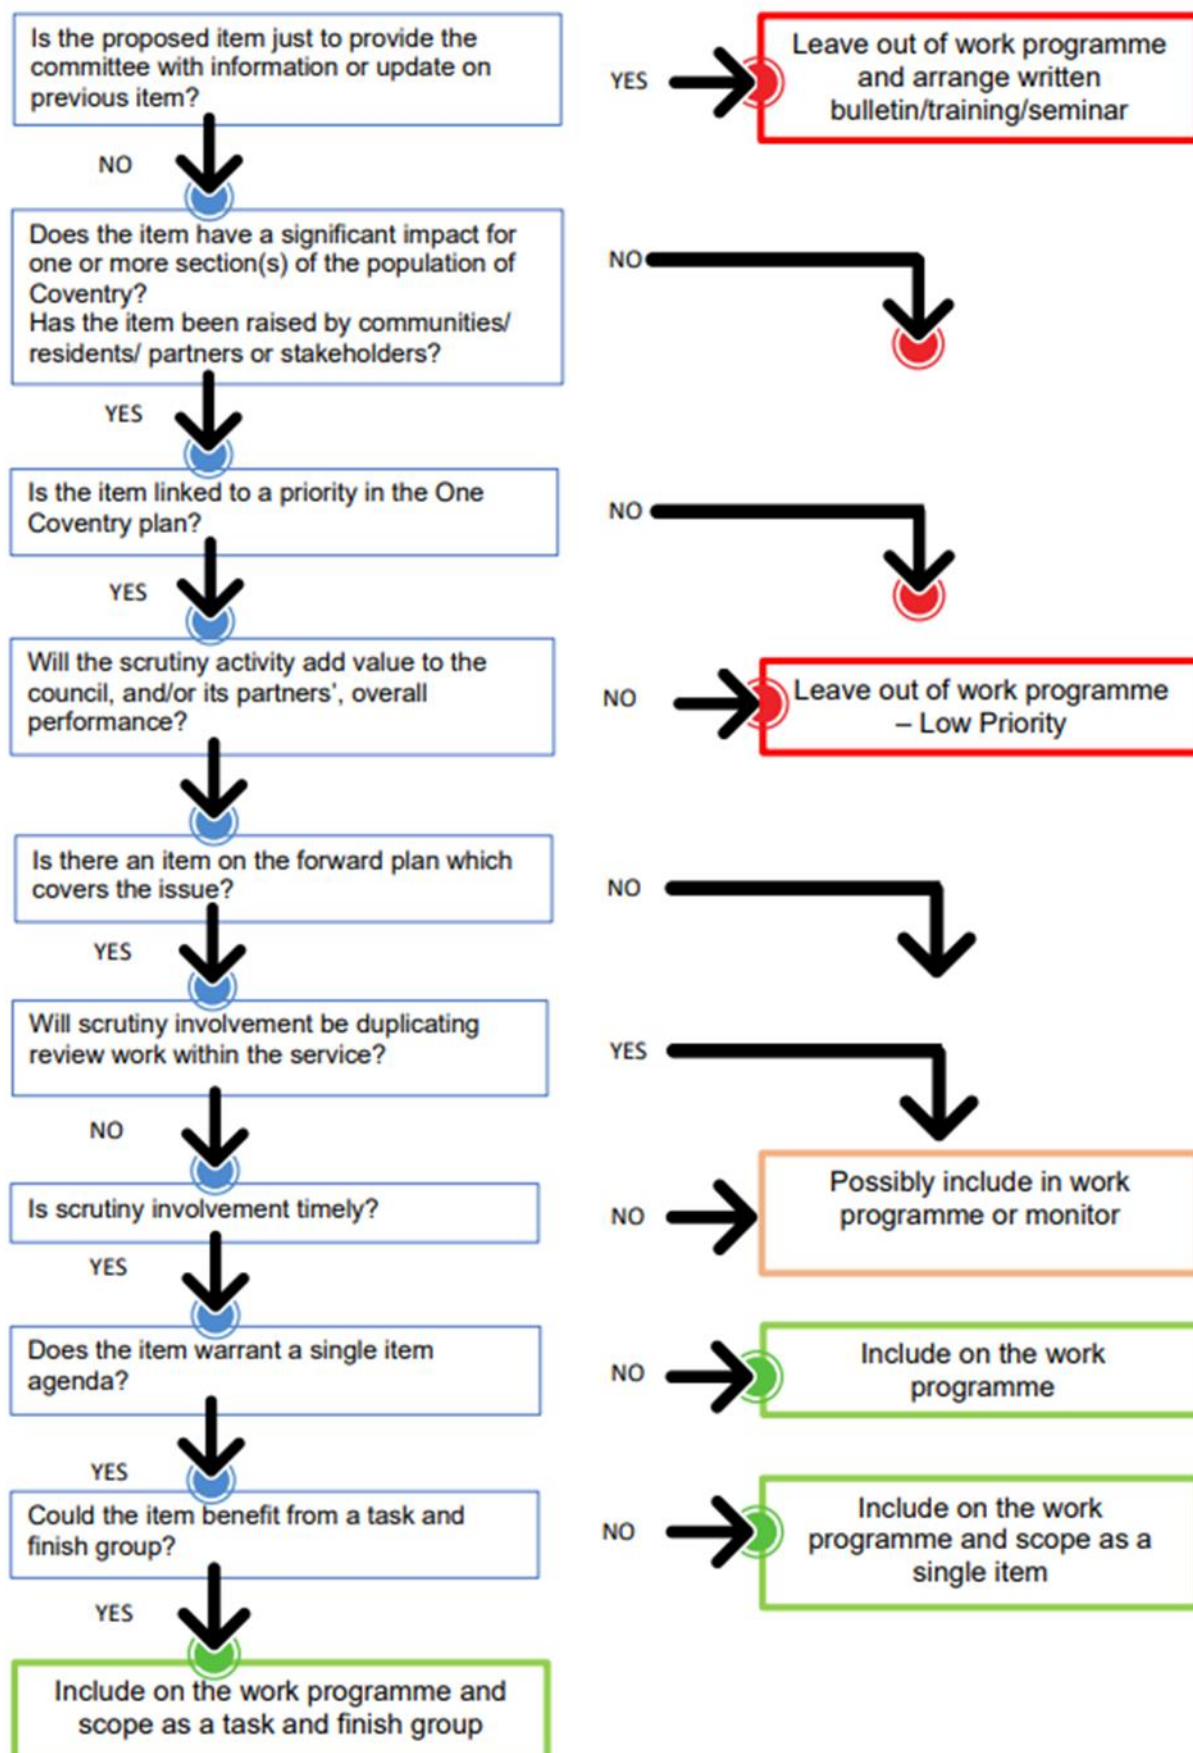 Is the proposed item just to provide the
committee with information or update on
previous item?
YES
Leave out of work programme
and arrange written
bulletin/training/seminar
NO
Does the item have a significant impact for
one or more section(s) of the population of
Coventry?
Has the item been raised by communities/
residents/ partners or stakeholders?
NO
YES
Is the item linked to a priority in the One
Coventry plan?
NO
YES
Will the scrutiny activity add value to the
council, and/or its partners’, overall
performance?
NO
Leave out of work programme
– Low Priority
Is there an item on the forward plan which
covers the issue?
NO
YES
Will scrutiny involvement be duplicating
review work within the service?
YES
NO
Is scrutiny involvement timely?
NO
Possibly include in work
programme or monitor
YES
Does the item warrant a single item
agenda?
NO
Include on the work
programme
YES
Could the item benefit from a task and
finish group?
NO
Include on the work
programme and scope as a
single item
YES
Include on the work programme and
scope as a task and finish group